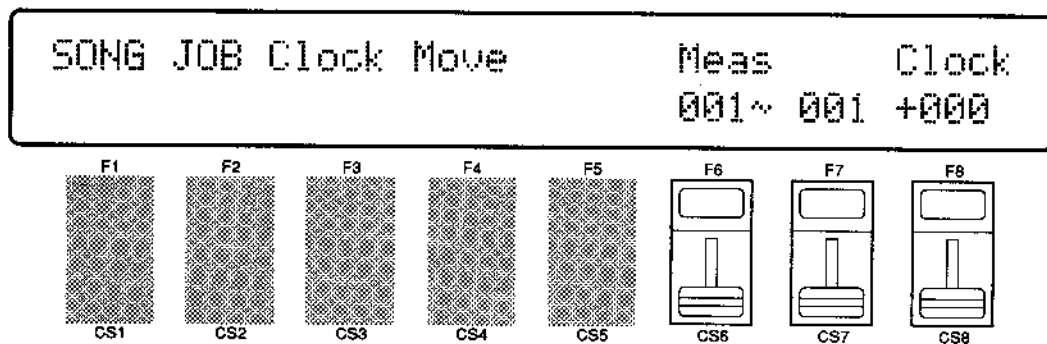 SONG JOB Clock Move Meas Clock
001~ 001 +000
F1 F2 F3 F4 F5 F6 F7 F8
CS1 CS2 CS3 CS4 CS5 CS6 CS7 CS8